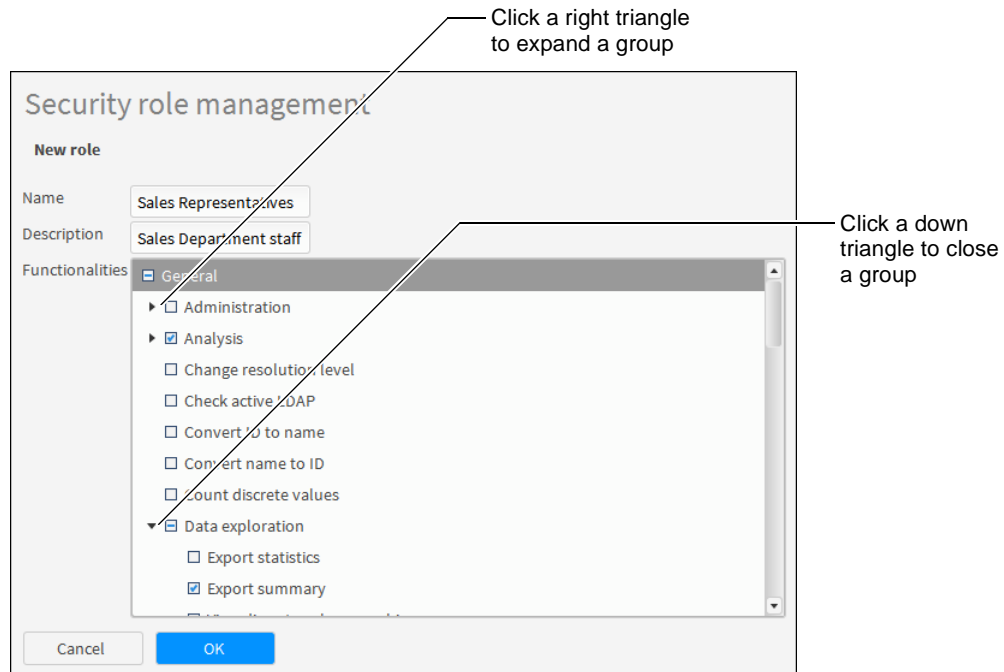 Click a right triangle
to expand a group
Security role management
New role
Name
Sales Representatives
Description
Sales Department staff
Functionalities
General
Click a down
triangle to close
a group
Administration
Analysis
Change resolution level
Check active LDAP
Convert ID to name
Convert name to ID
Count discrete values
Data exploration
Export statistics
Export summary
Cancel
OK